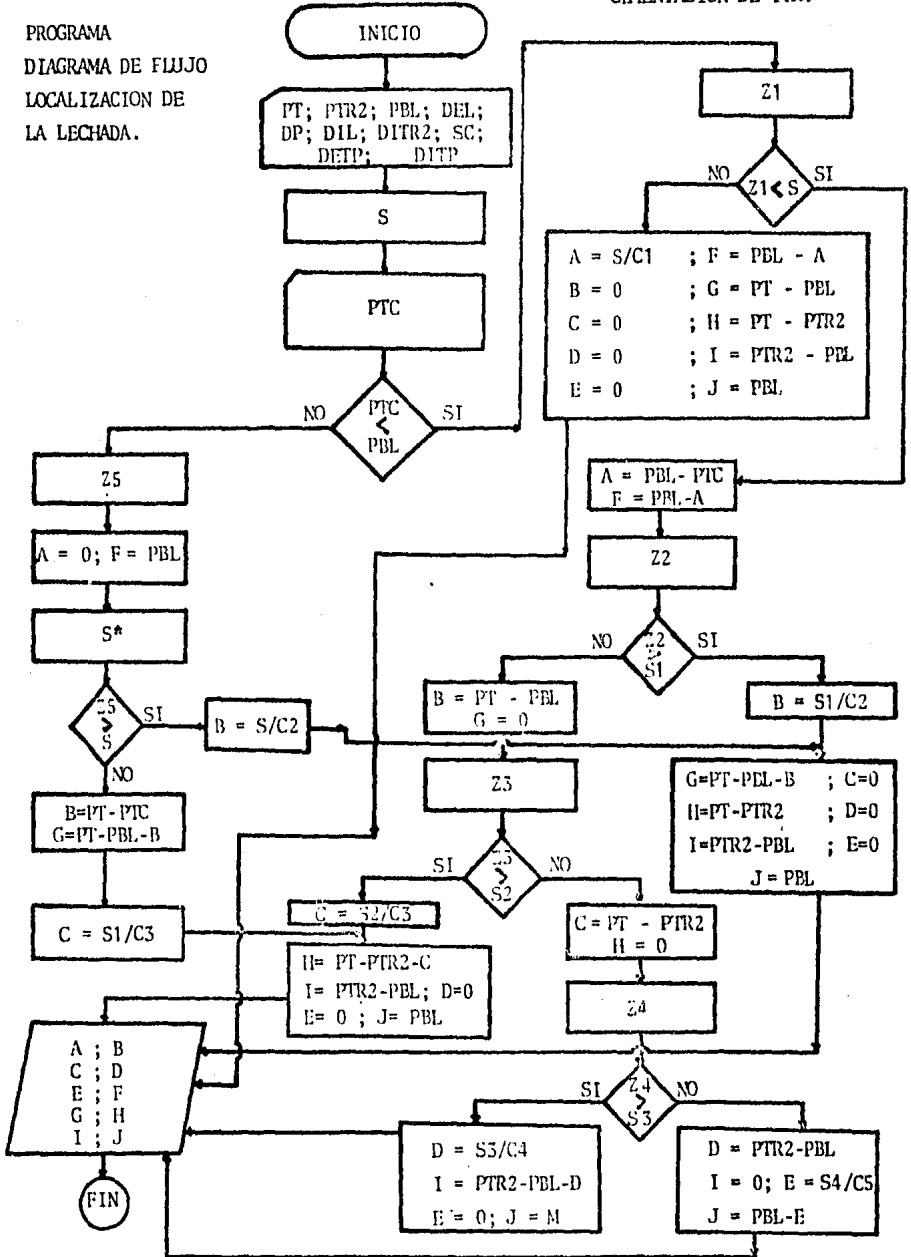 PROGRAMA
DIAGRAMA DE FLUJO
LOCALIZACION DE
LA LECHADA.
INICIO
PT; PTR2; PBL; DEL;
DP; DIL; DITR2; SC;
DETP; DITP
S
PTC
PTC
<
PBL
NO
SI
Z5
A = 0; F = PBL
S*
Z5
>
S
SI
NO
B = S/C2
B=PT-PTC
G=PT-PBL-B
C = S1/C3
Z1
Z1 < S
NO
SI
A = S/C1 ; F = PBL - A
B = 0 ; G = PT - PBL
C = 0 ; H = PT - PTR2
D = 0 ; I = PTR2 - PBL
E = 0 ; J = PBL
A = PBL-PTC
F = PBL-A
Z2
Z2
>
S1
NO
SI
B = PT - PBL
G = 0
B = S1/C2
G=PT-PBL-B ; C=0
H=PT-PTR2 ; D=0
I=PTR2-PBL ; E=0
J = PBL
Z3
Z3
>
S2
SI
NO
C = S2/C3
H= PT-PTR2-C
I= PTR2-PBL; D=0
E= 0 ; J= PBL
C = PT - PTR2
H = 0
Z4
Z4
>
S3
SI
NO
D = S3/C4
I = PTR2-PBL-D
E = 0; J = M
D = PTR2-PBL
I = 0; E = S4/C5
J = PBL-E
A ; B
C ; D
E ; F
G ; H
I ; J
FIN